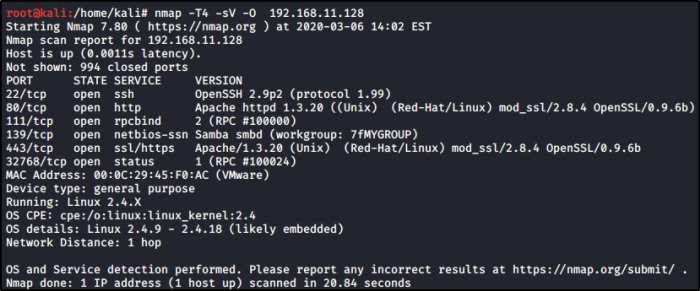 root@kali:/home/kali# nmap -T4 -sV -O 192.168.11.128
Starting Nmap 7.80 ( https://nmap.org ) at 2020-03-06 14:02 EST
Nmap scan report for 192.168.11.128
Host is up (0.0011s latency).
Not shown: 994 closed ports
PORT STATE SERVICE VERSION
22/tcp open ssh OpenSSH 2.9p2 (protocol 1.99)
80/tcp open http Apache httpd 1.3.20 ((Unix) (Red-Hat/Linux) mod_ssl/2.8.4 OpenSSL/0.9.6b)
111/tcp open rpcbind 2 (RPC #100000)
139/tcp open netbios-ssn Samba smbd (workgroup: 7fMYGROUP)
443/tcp open ssl/https Apache/1.3.20 (Unix) (Red-Hat/Linux) mod_ssl/2.8.4 OpenSSL/0.9.6b
32768/tcp open status 1 (RPC #100024)
MAC Address: 00:0C:29:45:F0:AC (VMware)
Device type: general purpose
Running: Linux 2.4.X
OS CPE: cpe:/o:linux:linux_kernel:2.4
OS details: Linux 2.4.9 - 2.4.18 (likely embedded)
Network Distance: 1 hop
OS and Service detection performed. Please report any incorrect results at https://nmap.org/submit/ .
Nmap done: 1 IP address (1 host up) scanned in 20.84 seconds